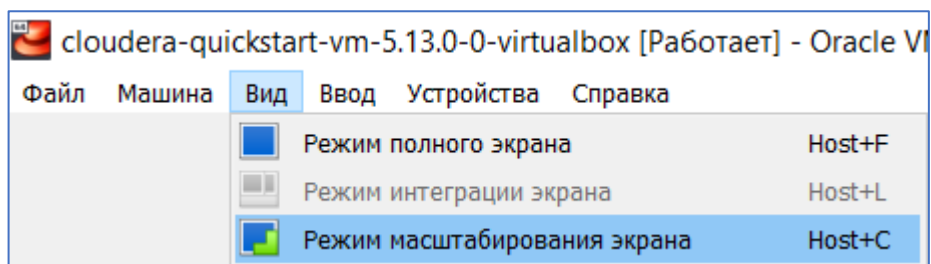 cloudera-quickstart-vm-5.13.0-0-virtualbox [Работает] - Oracle VI
Файл Машина Вид Ввод Устройства Справка
Режим полного экрана Host+F
Режим интеграции экрана Host+L
Режим масштабирования экрана Host+C